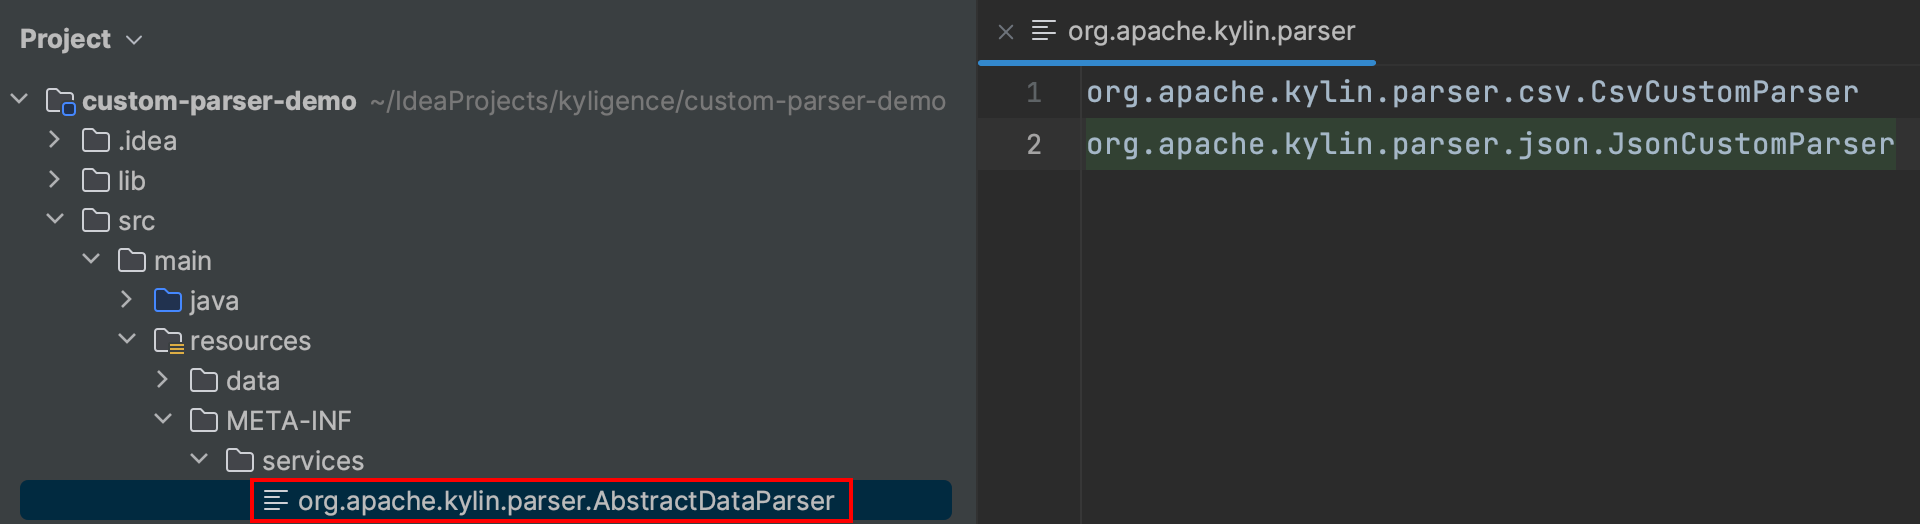 Project
custom-parser-demo ~/IdeaProjects/kyligence/custom-parser-demo
.idea
lib
src
main
java
resources
data
META-INF
services
org.apache.kylin.parser.AbstractDataParser
org.apache.kylin.parser
1 org.apache.kylin.parser.csv.CsvCustomParser
2 org.apache.kylin.parser.json.JsonCustomParser